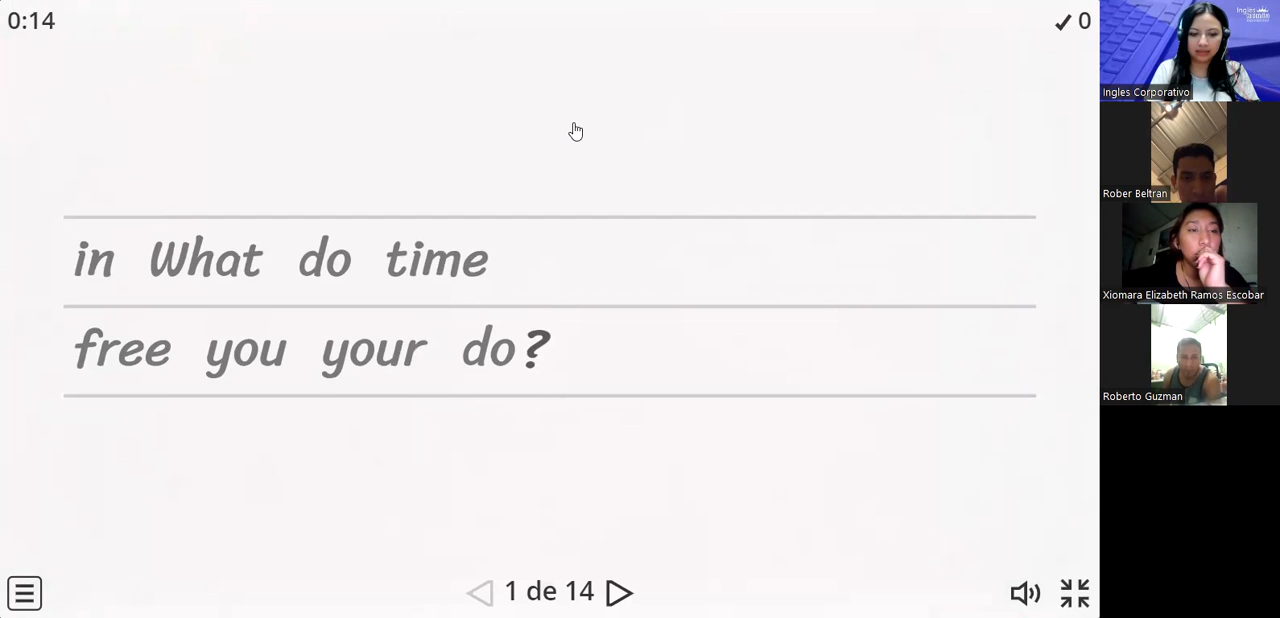 0:14
✓ 0
in What do time
free you your do?
1 de 14
Ingles Corporativo
Rober Beltran
Xiomara Elizabeth Ramos Escobar
Roberto Guzman